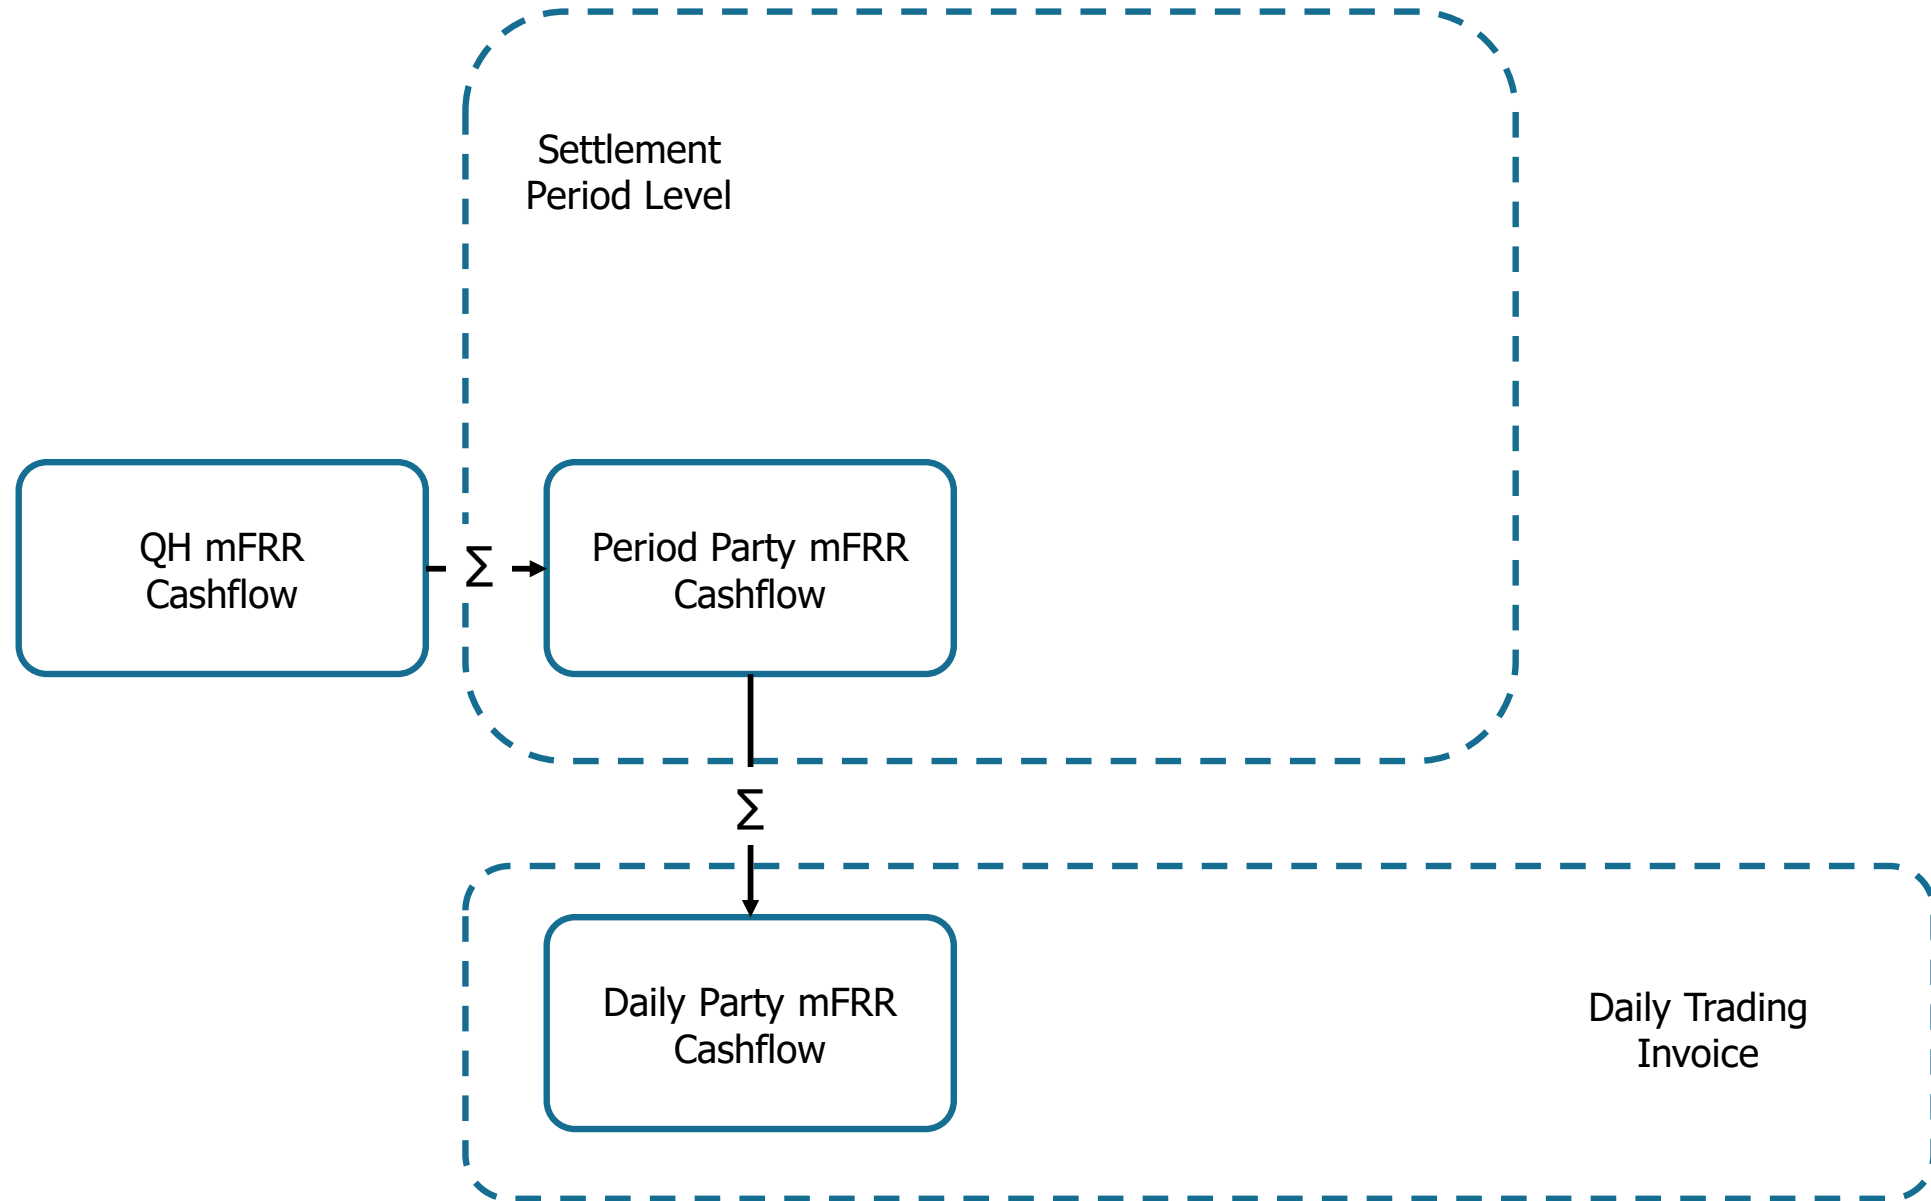 Settlement
Period Level
QH mFRR
Cashflow
∑
Period Party mFRR
Cashflow
∑
Daily Party mFRR
Cashflow
Daily Trading
Invoice